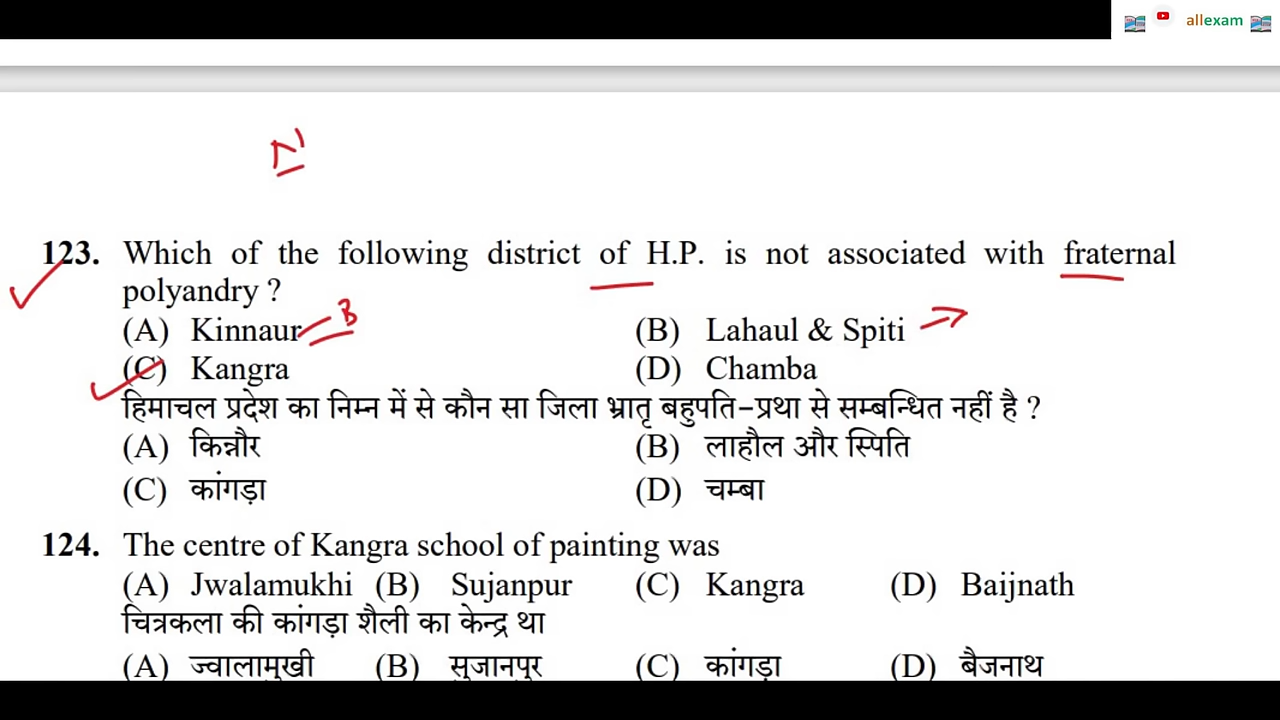 allexam
123. Which of the following district of H.P. is not associated with fraternal
polyandry ?
(A) Kinnaur B (B) Lahaul & Spiti
(C) Kangra (D) Chamba
हिमाचल प्रदेश का निम्न में से कौन सा जिला भ्रातृ बहुपति-प्रथा से सम्बन्धित नहीं है ?
(A) किन्नौर (B) लाहौल और स्पिति
(C) कांगड़ा (D) चम्बा
124. The centre of Kangra school of painting was
(A) Jwalamukhi (B) Sujanpur (C) Kangra (D) Baijnath
चित्रकला की कांगड़ा शैली का केन्द्र था
(A) ज्वालामुखी (B) सुजानपुर (C) कांगड़ा (D) बैजनाथ